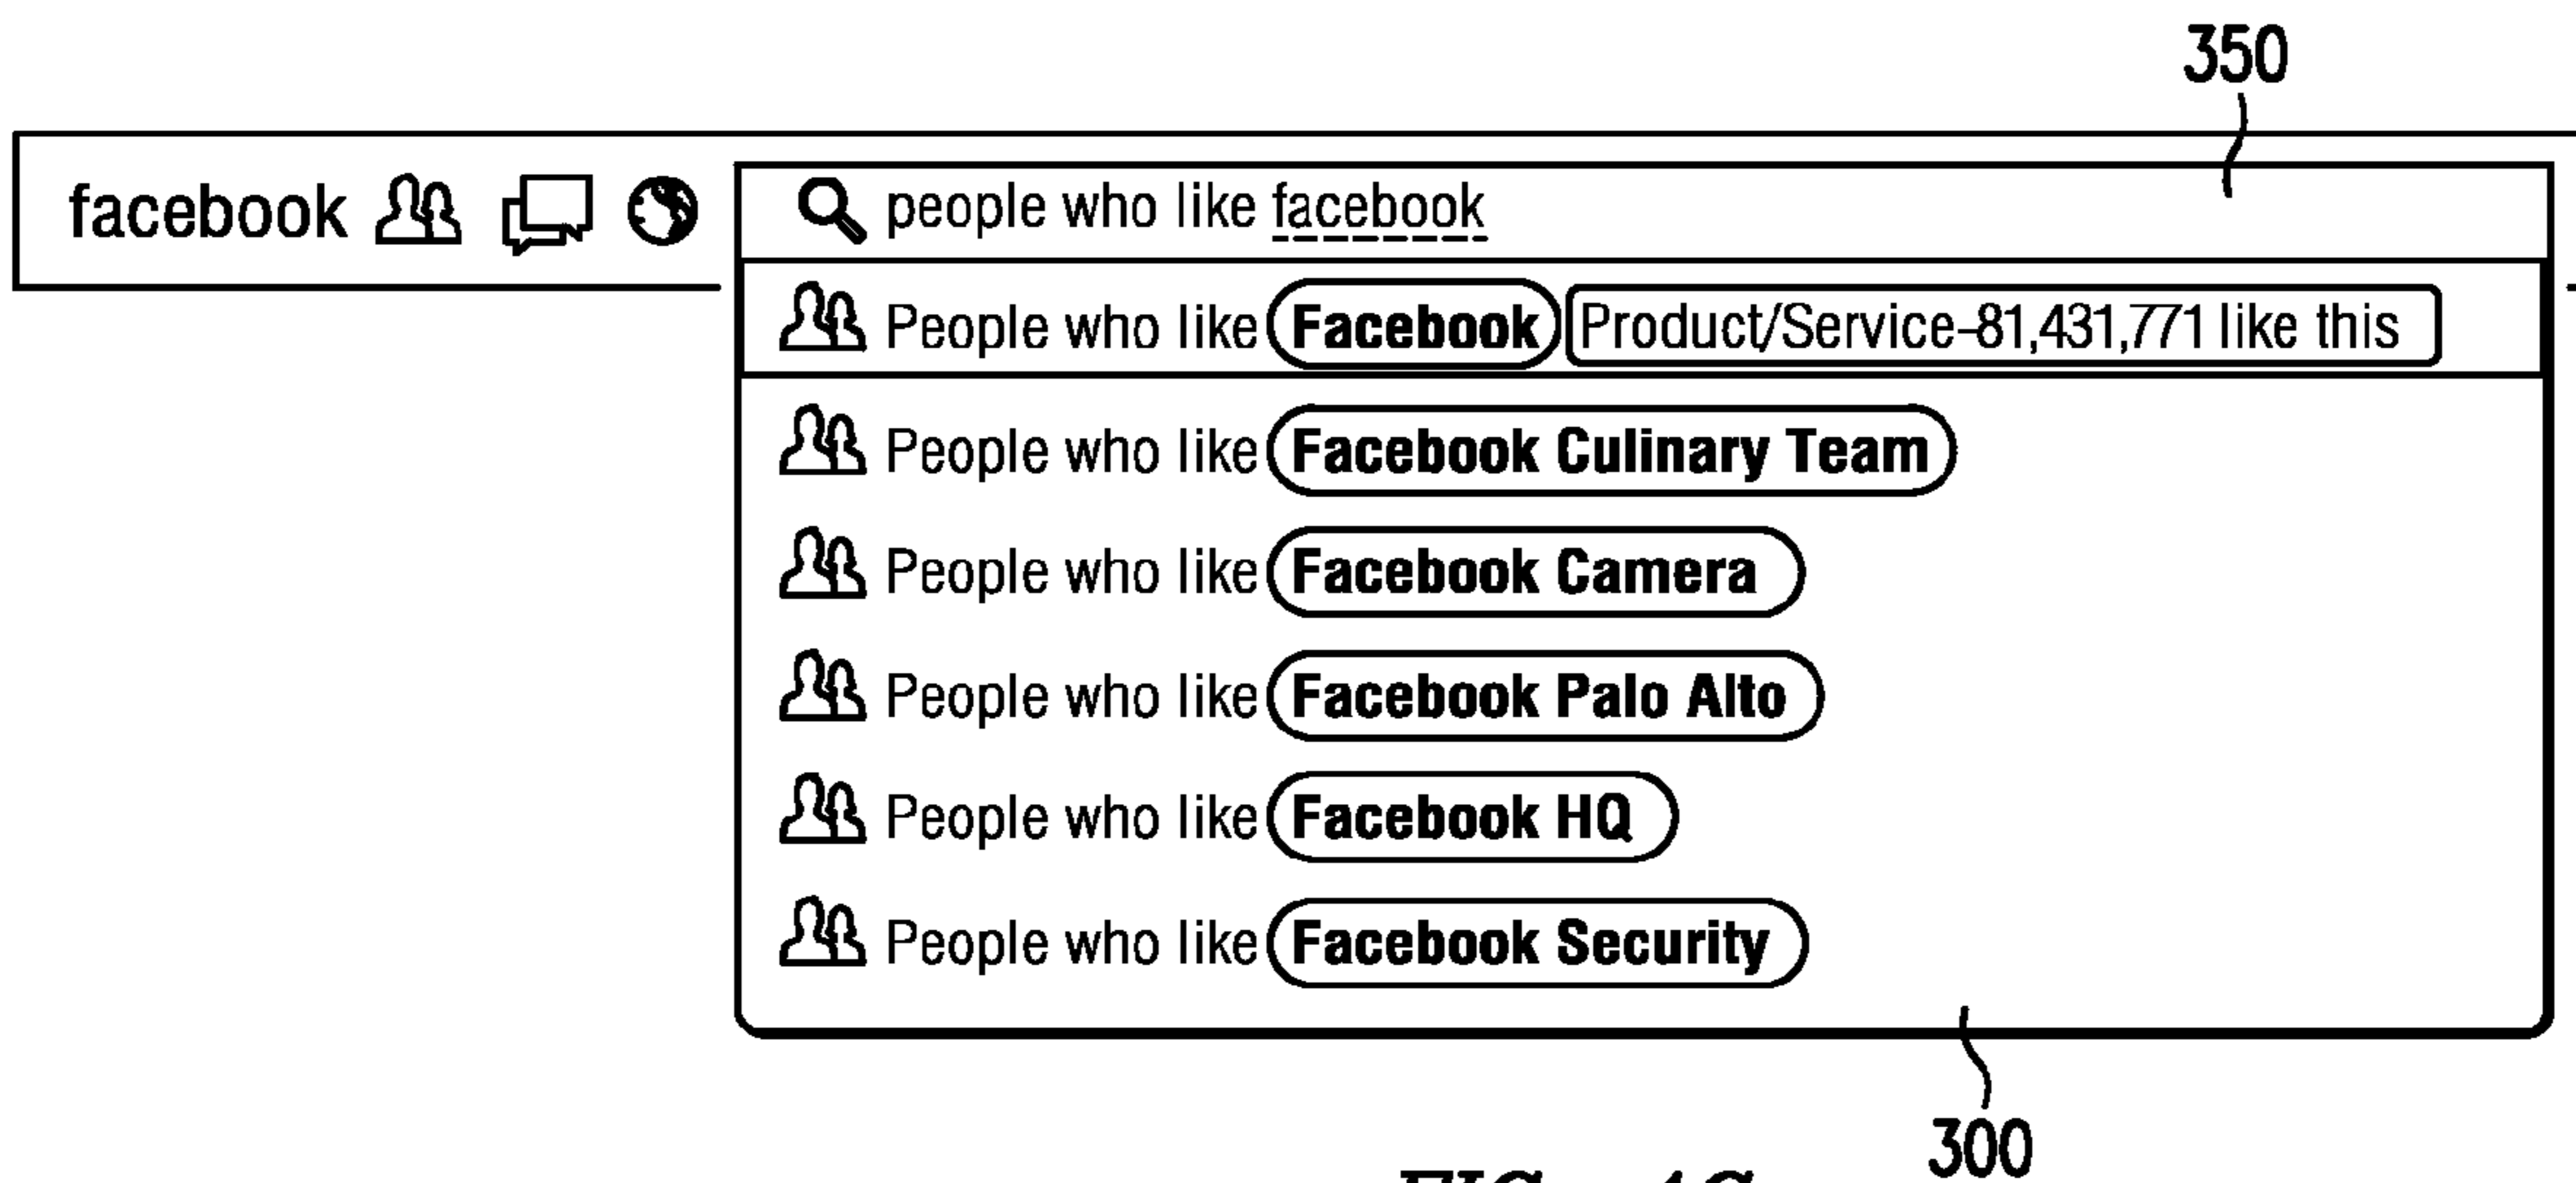 350
facebook
people who like facebook
People who like Facebook Product/Service-81,431,771 like this
People who like Facebook Culinary Team
People who like Facebook Camera
People who like Facebook Palo Alto
People who like Facebook HQ
People who like Facebook Security
300